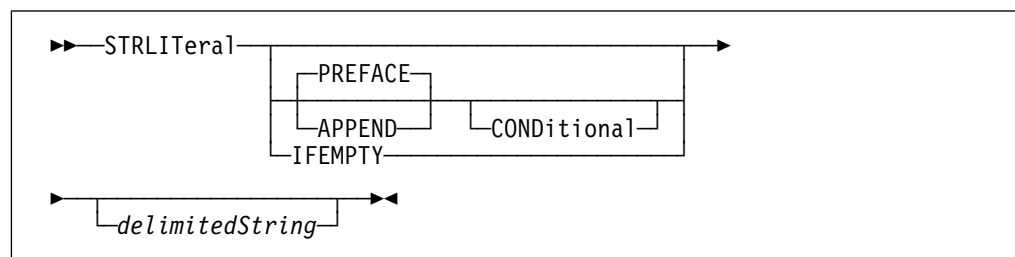 STRLITeral
PREFACE
APPEND CONDitional
IFEMPTY
delimitedString